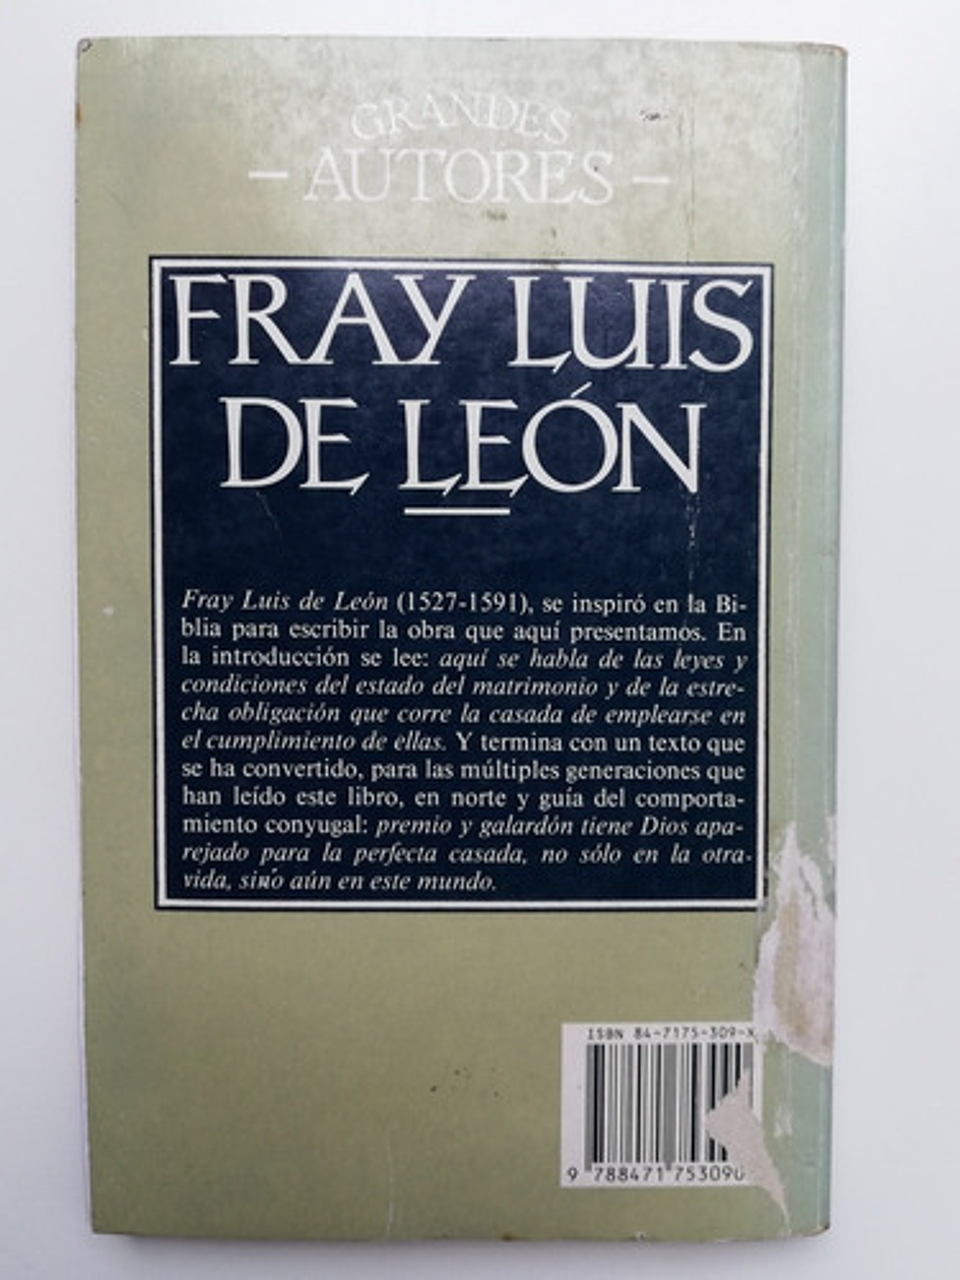 GRANDES
— AUTORES —
FRAY LUIS
DE LEÓN
Fray Luis de León (1527-1591), se inspiró en la Bi-
blia para escribir la obra que aquí presentamos. En
la introducción se lee: aquí se habla de las leyes y
condiciones del estado del matrimonio y de la estre-
cha obligación que corre la casada de emplearse en
el cumplimiento de ellas. Y termina con un texto que
se ha convertido, para las múltiples generaciones que
han leído este libro, en norte y guía del comporta-
miento conyugal: premio y galardón tiene Dios apa-
rejado para la perfecta casada, no sólo en la otra
vida, sino aún en este mundo.
ISBN 84-7175-309-X
9 788471 753090